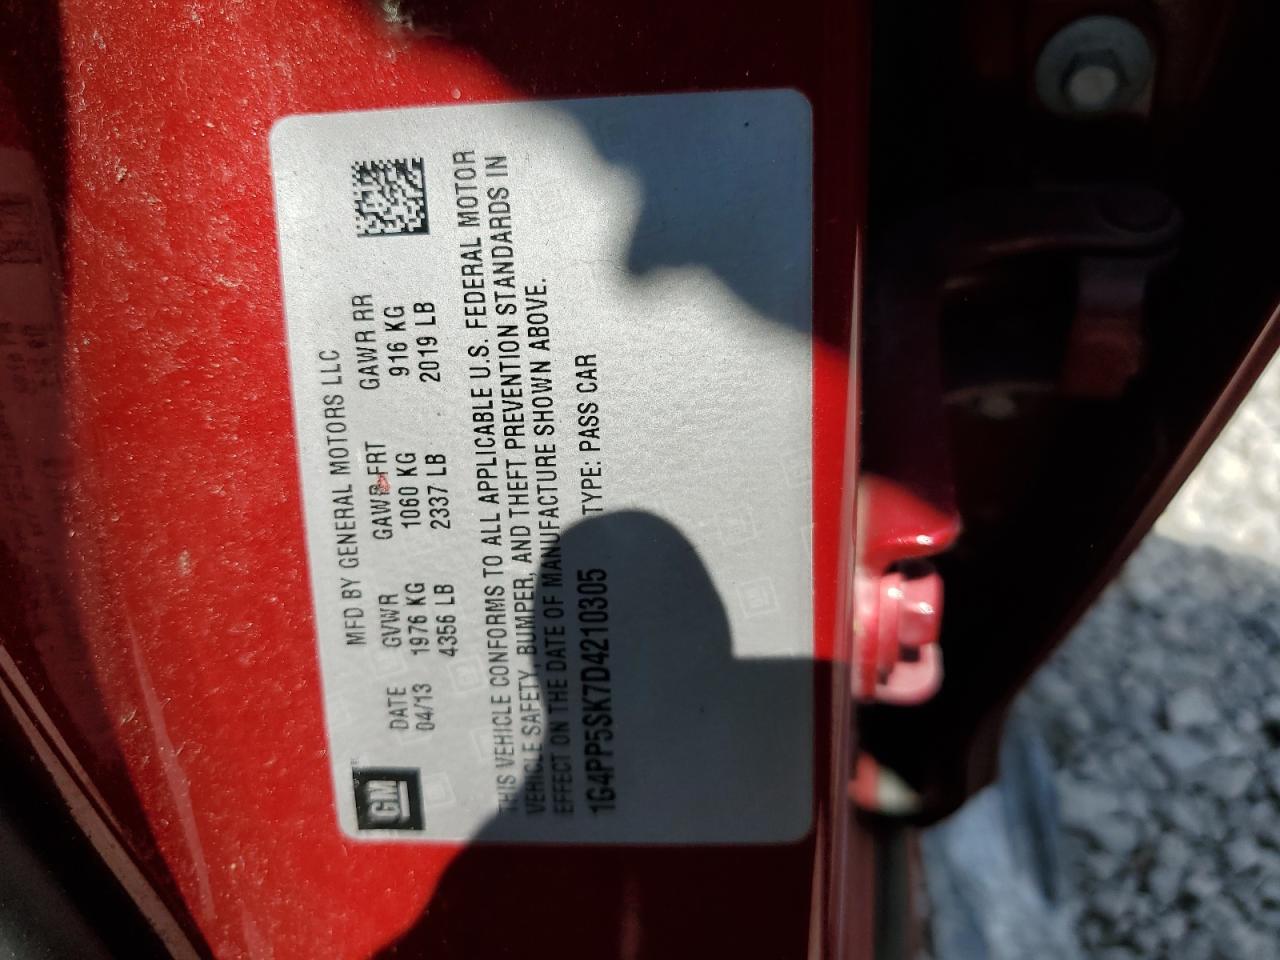 GM
MFD BY GENERAL MOTORS LLC
DATE GVWR GAWR FRT GAWR RR
04/13 1976 KG 1060 KG 916 KG
4356 LB 2337 LB 2019 LB
THIS VEHICLE CONFORMS TO ALL APPLICABLE U.S. FEDERAL MOTOR
VEHICLE SAFETY, BUMPER, AND THEFT PREVENTION STANDARDS IN
EFFECT ON THE DATE OF MANUFACTURE SHOWN ABOVE.
1G4PP5SK7D4210305 TYPE: PASS CAR